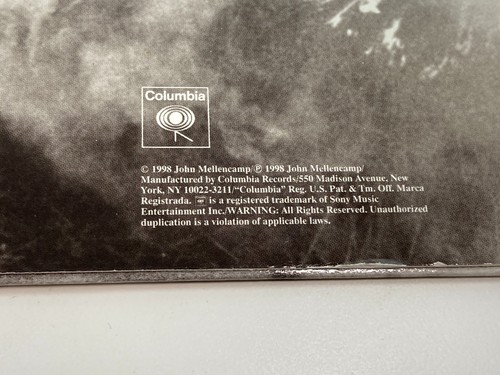 Columbia
© 1998 John Mellencamp/℗ 1998 John Mellencamp/
Manufactured by Columbia Records/550 Madison Avenue, New
York, NY 10022-3211/"Columbia" Reg. U.S. Pat. & Tm. Off. Marca
Registrada. is a registered trademark of Sony Music
Entertainment Inc./WARNING: All Rights Reserved. Unauthorized
duplication is a violation of applicable laws.